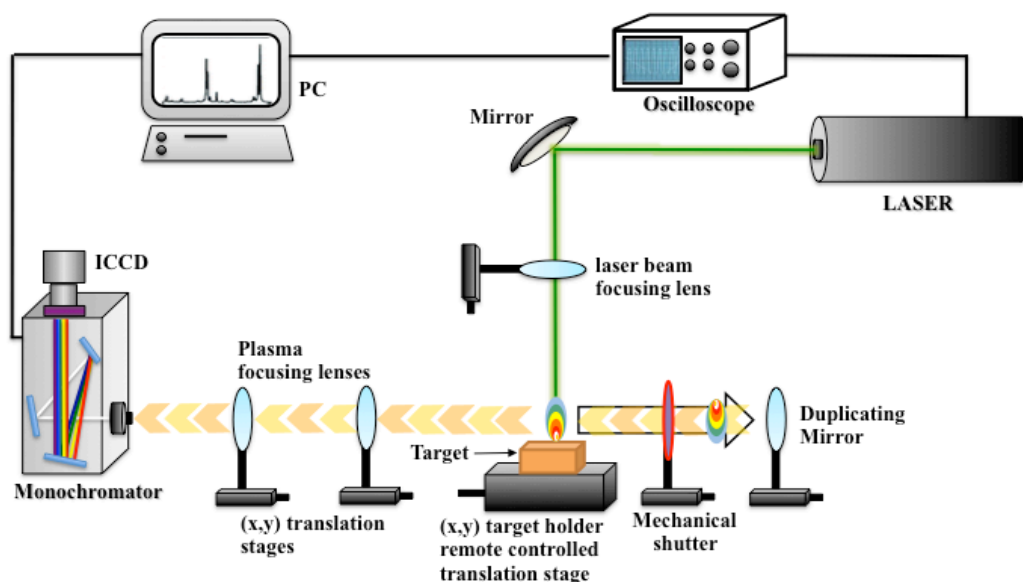 PC
Oscilloscope
Mirror
LASER
ICCD
laser beam
focusing lens
Plasma
focusing lenses
Duplicating
Mirror
Target
Monochromator
(x,y) translation
stages
(x,y) target holder
remote controlled
translation stage
Mechanical
shutter